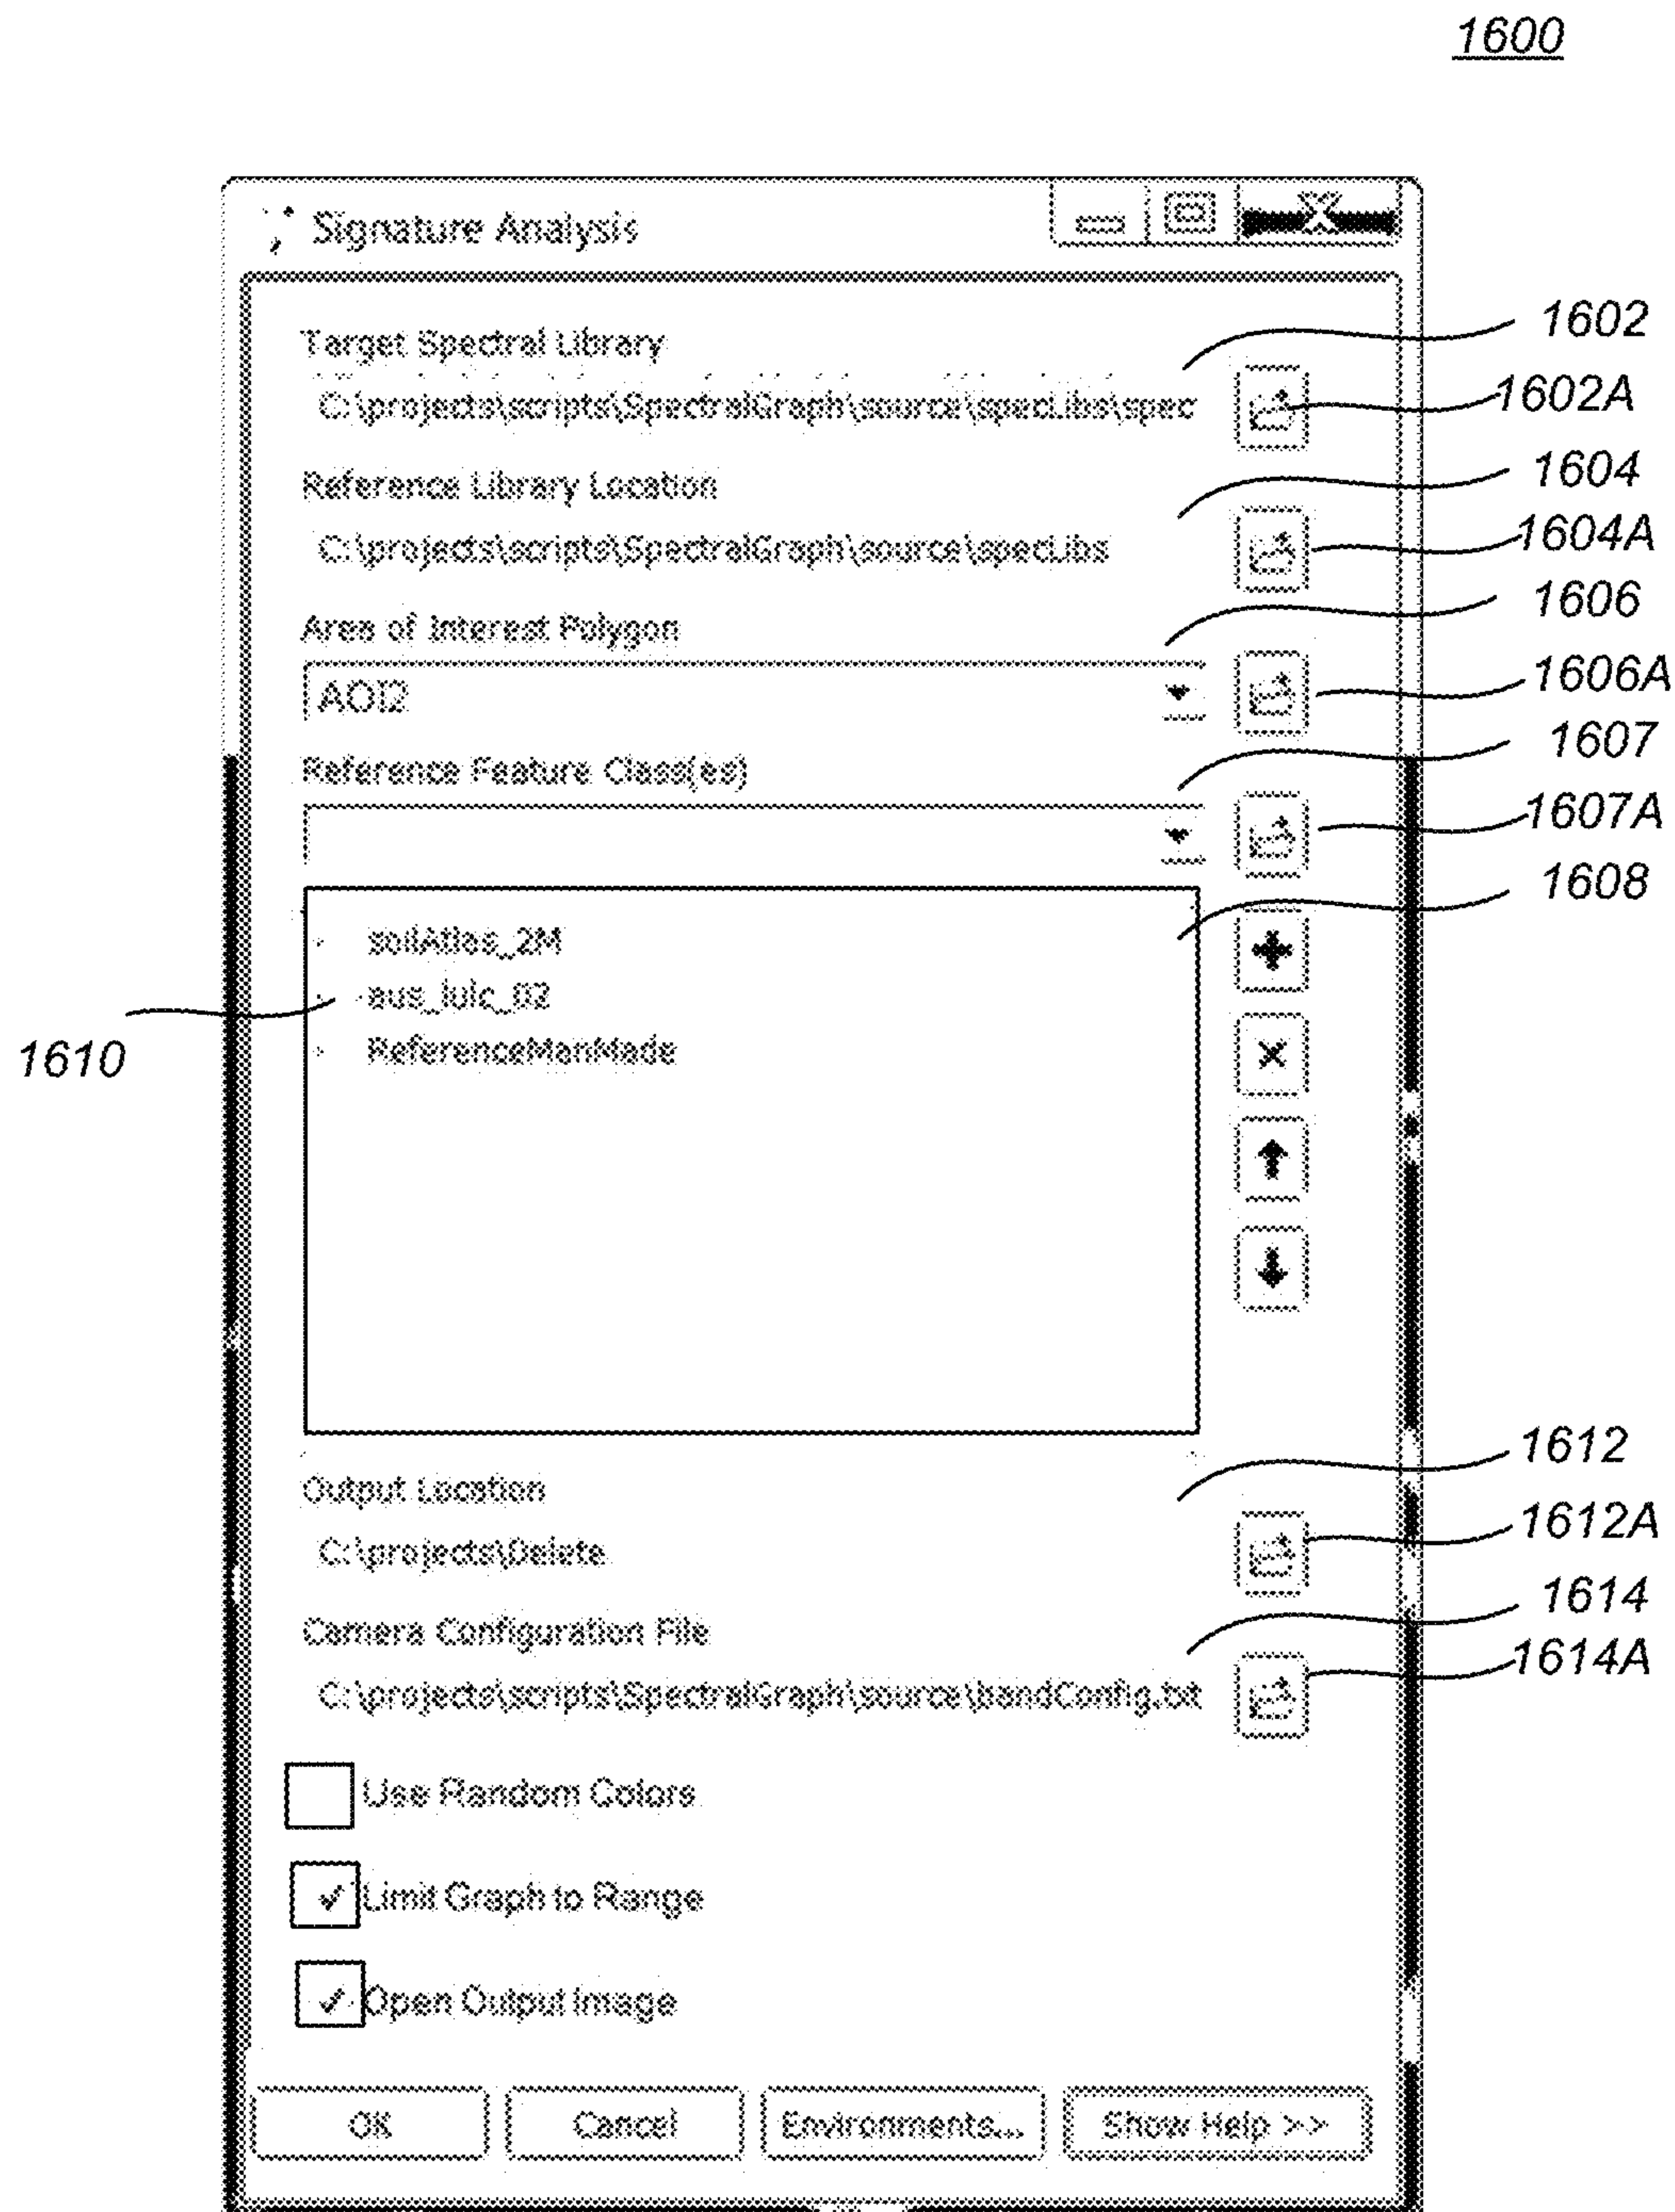 1600
Signature Analysis
Target Spectral Library
1602
C:\projects\scripts\SpectralGraph\source\specLibs\spec
1602A
Reference Library Location
1604
C:\projects\scripts\SpectralGraph\source\specLibs
1604A
Area of Interest Polygon
1606
AOI2
1606A
Reference Feature Class(es)
1607
1607A
1608
soilAtlas_2M
aus_lulc_02
1610
ReferenceManMade
Output Location
1612
C:\projects\Delete
1612A
Camera Configuration File
1614
C:\projects\scripts\SpectralGraph\source\bandConfig.txt
1614A
Use Random Colors
Limit Graph to Range
Open Output Image
OK
Cancel
Environments...
Show Help >>